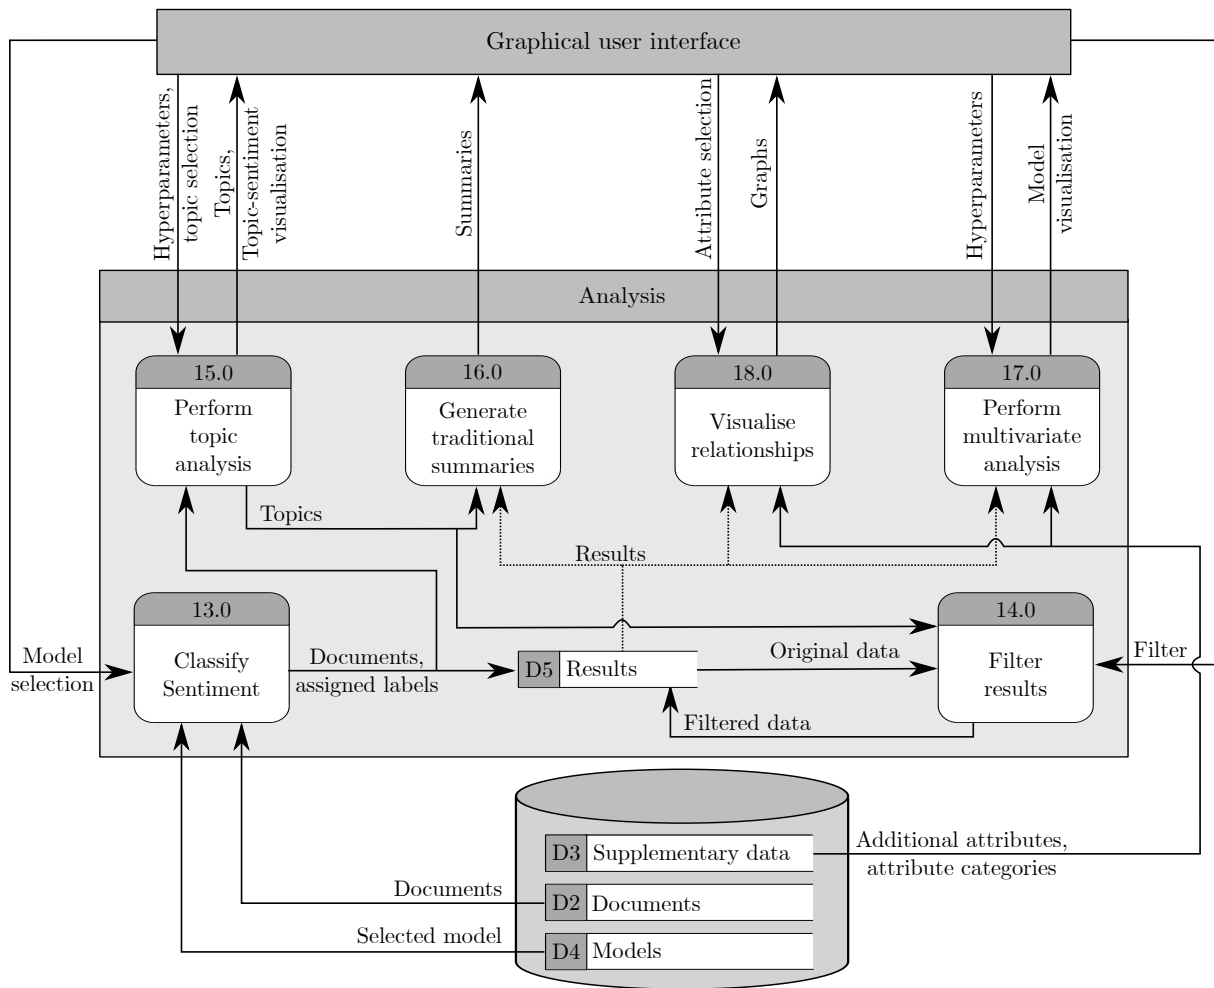 Graphical user interface
Hyperparameters,
topic selection
Topics,
Topic-sentiment
visualisation
Summaries
Attribute selection
Graphs
Hyperparameters
Model
visualisation
Analysis
15.0
Perform
topic
analysis
16.0
Generate
traditional
summaries
18.0
Visualise
relationships
17.0
Perform
multivariate
analysis
Topics
Results
13.0
Classify
Sentiment
Model
selection
Documents,
assigned labels
D5 Results
Original data
Filtered data
14.0
Filter
results
Filter
D3 Supplementary data
Additional attributes,
attribute categories
D2 Documents
Documents
D4 Models
Selected model